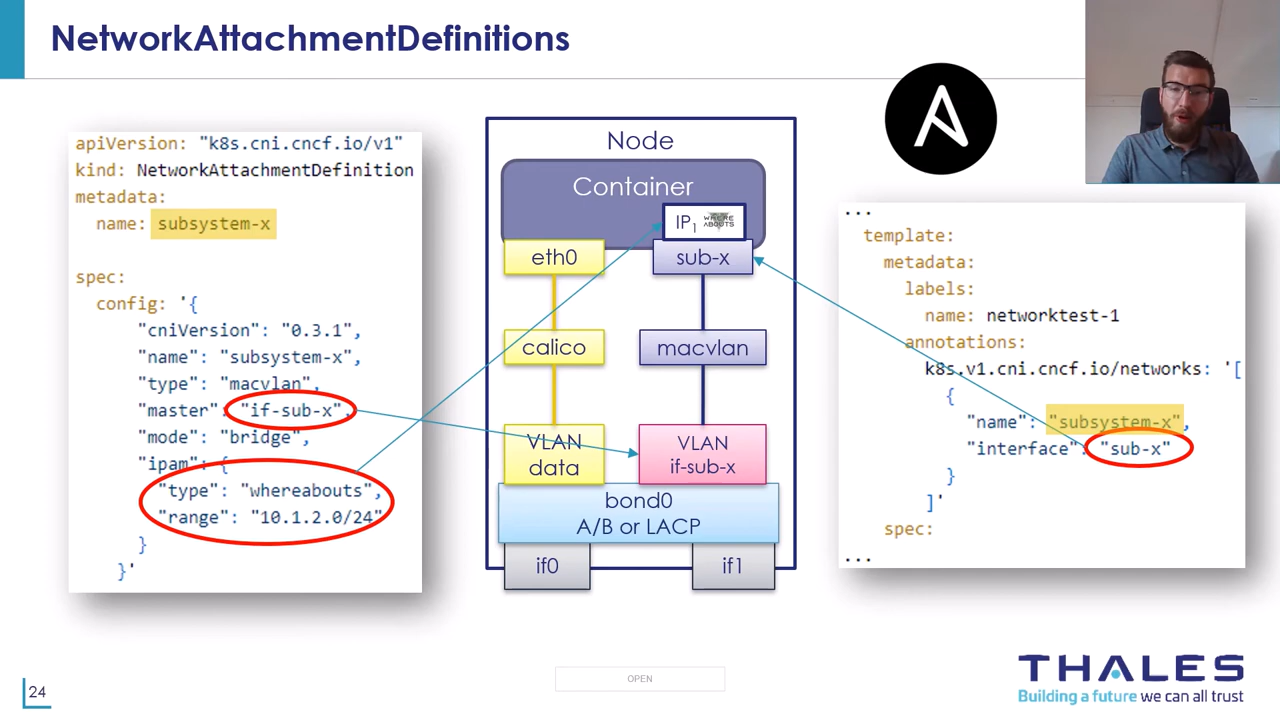 NetworkAttachmentDefinitions
apiVersion: "k8s.cni.cncf.io/v1"
kind: NetworkAttachmentDefinition
metadata:
name: subsystem-x
spec:
config: '{
"cniVersion": "0.3.1",
"name": "subsystem-x",
"type": "macvlan",
"master": "if-sub-x",
"mode": "bridge",
"ipam": {
"type": "whereabouts",
"range": "10.1.2.0/24"
}
}'
Node
Container
IP1 WHERE ABOUTS
eth0
sub-x
calico
macvlan
VLAN
data
VLAN
if-sub-x
bond0
A/B or LACP
if0
if1
...
template:
metadata:
labels:
name: networktest-1
annotations:
k8s.v1.cni.cncf.io/networks: '[
{
"name": "subsystem-x",
"interface": "sub-x"
}
]'
spec:
...
24
OPEN
THALES
Building a future we can all trust